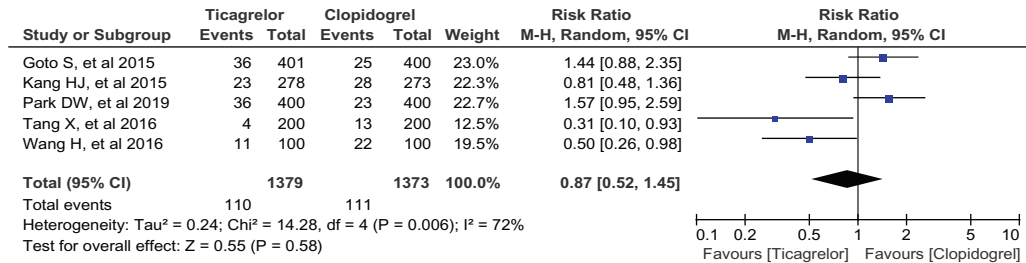 Ticagrelor Clopidogrel Risk Ratio Risk Ratio
Study or Subgroup Events Total Events Total Weight M-H, Random, 95% CI M-H, Random, 95% CI
Goto S, et al 2015 36 401 25 400 23.0% 1.44 [0.88, 2.35]
Kang HJ, et al 2015 23 278 28 273 22.3% 0.81 [0.48, 1.36]
Park DW, et al 2019 36 400 23 400 22.7% 1.57 [0.95, 2.59]
Tang X, et al 2016 4 200 13 200 12.5% 0.31 [0.10, 0.93]
Wang H, et al 2016 11 100 22 100 19.5% 0.50 [0.26, 0.98]
Total (95% CI) 1379 1373 100.0% 0.87 [0.52, 1.45]
Total events 110 111
Heterogeneity: Tau² = 0.24; Chi² = 14.28, df = 4 (P = 0.006); I² = 72%
Test for overall effect: Z = 0.55 (P = 0.58)
0.1 0.2 0.5 1 2 5 10
Favours [Ticagrelor] Favours [Clopidogrel]